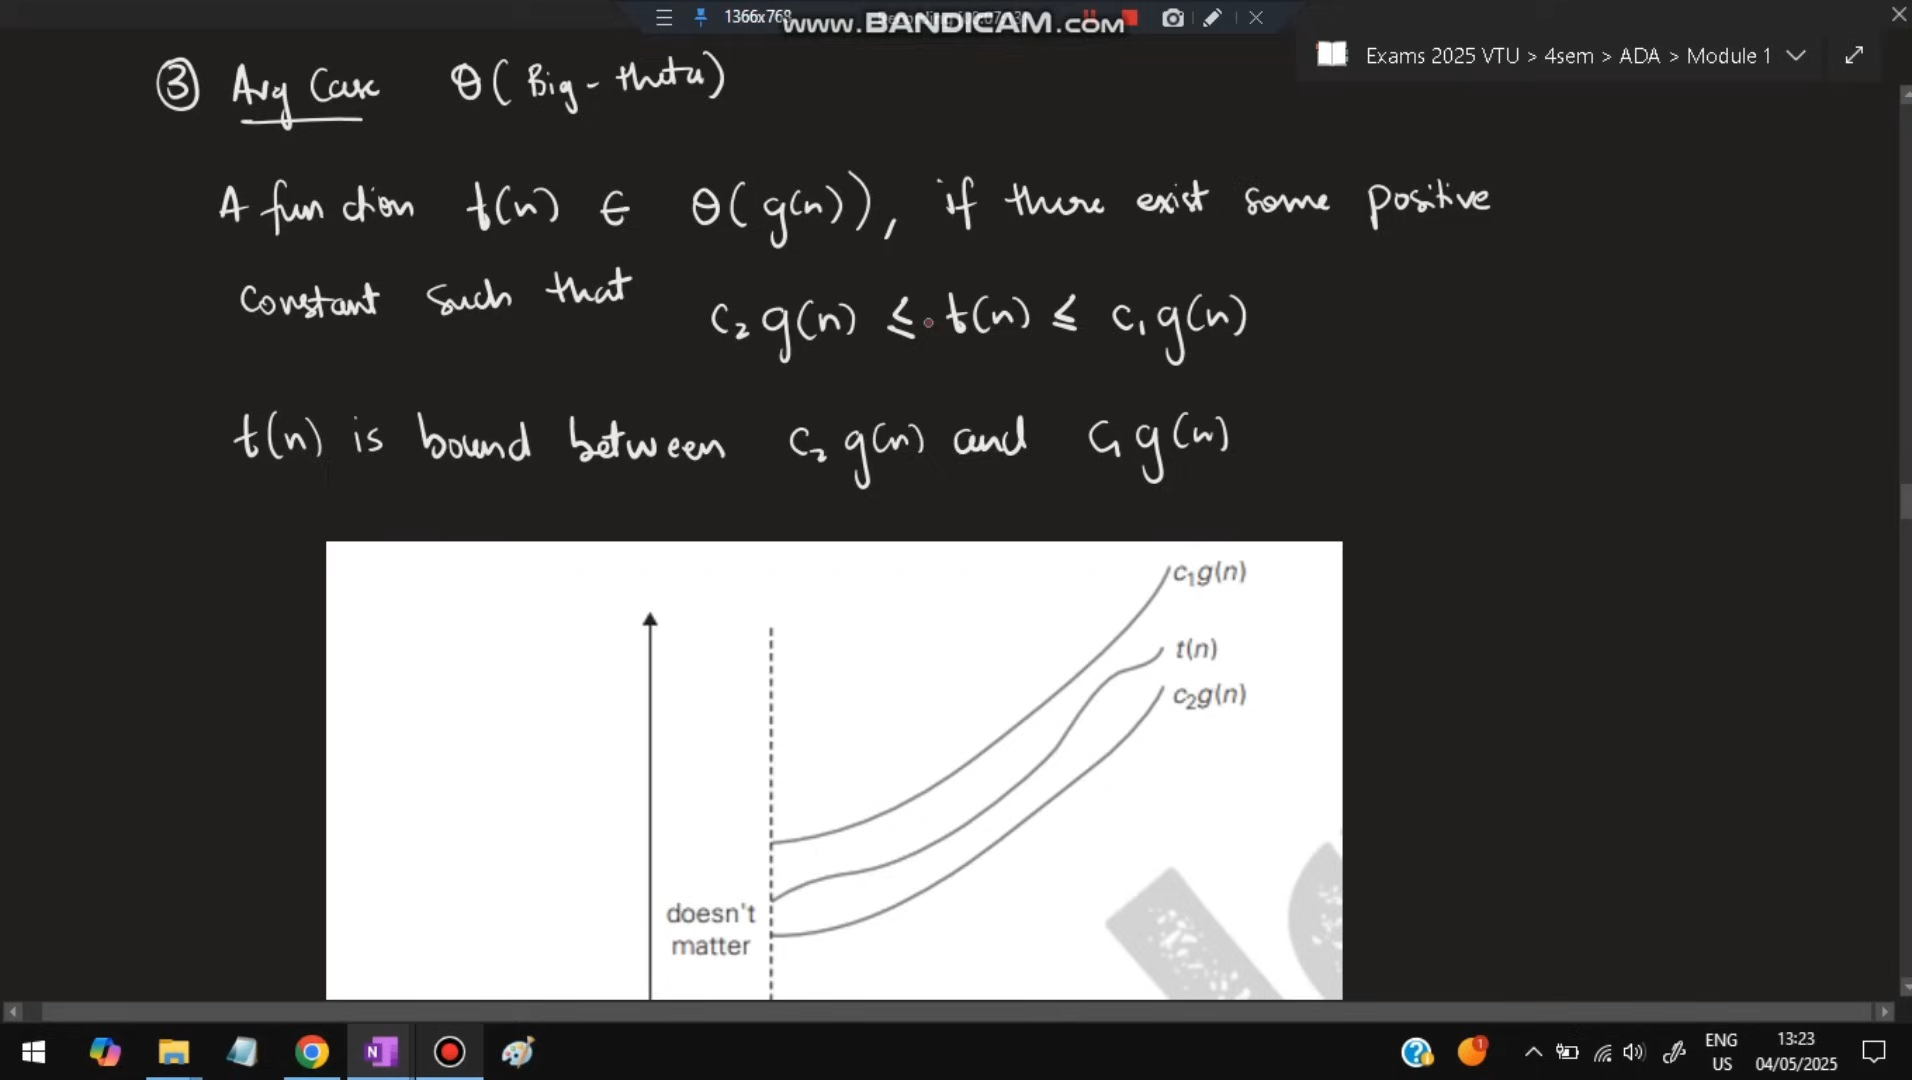 1366x768
www.BANDICAM.com
Exams 2025 VTU > 4sem > ADA > Module 1
③ Avg Case θ( Big - theta)
A function t(n) ∈ θ( g(n)), if there exist some positive
constant such that
c₂ g(n) ≤ t(n) ≤ c₁ g(n)
t(n) is bound between c₂ g(n) and c₁ g(n)
c₁g(n)
t(n)
c₂g(n)
doesn't
matter
ENG
US
13:23
04/05/2025